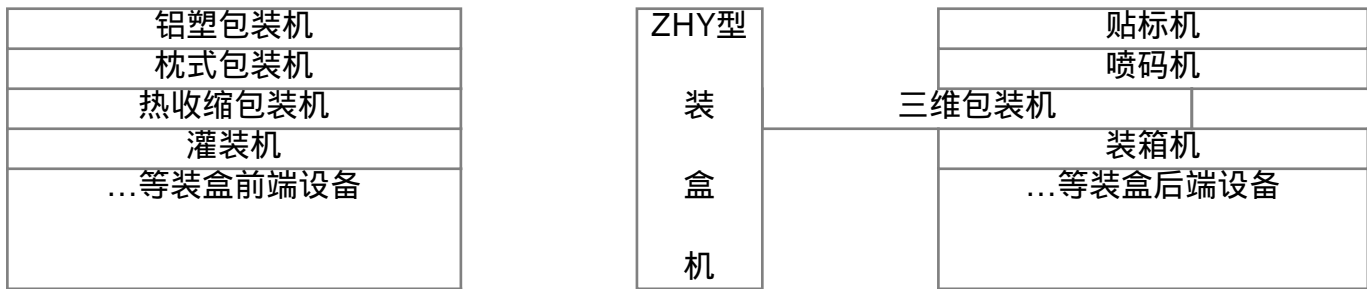 铝塑包装机
枕式包装机
热收缩包装机
灌装机
…等装盒前端设备
ZHY型
装
盒
机
贴标机
喷码机
三维包装机
装箱机
…等装盒后端设备